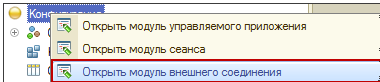 Открыть модуль управляемого приложения
Открыть модуль сеанса
Открыть модуль внешнего соединения